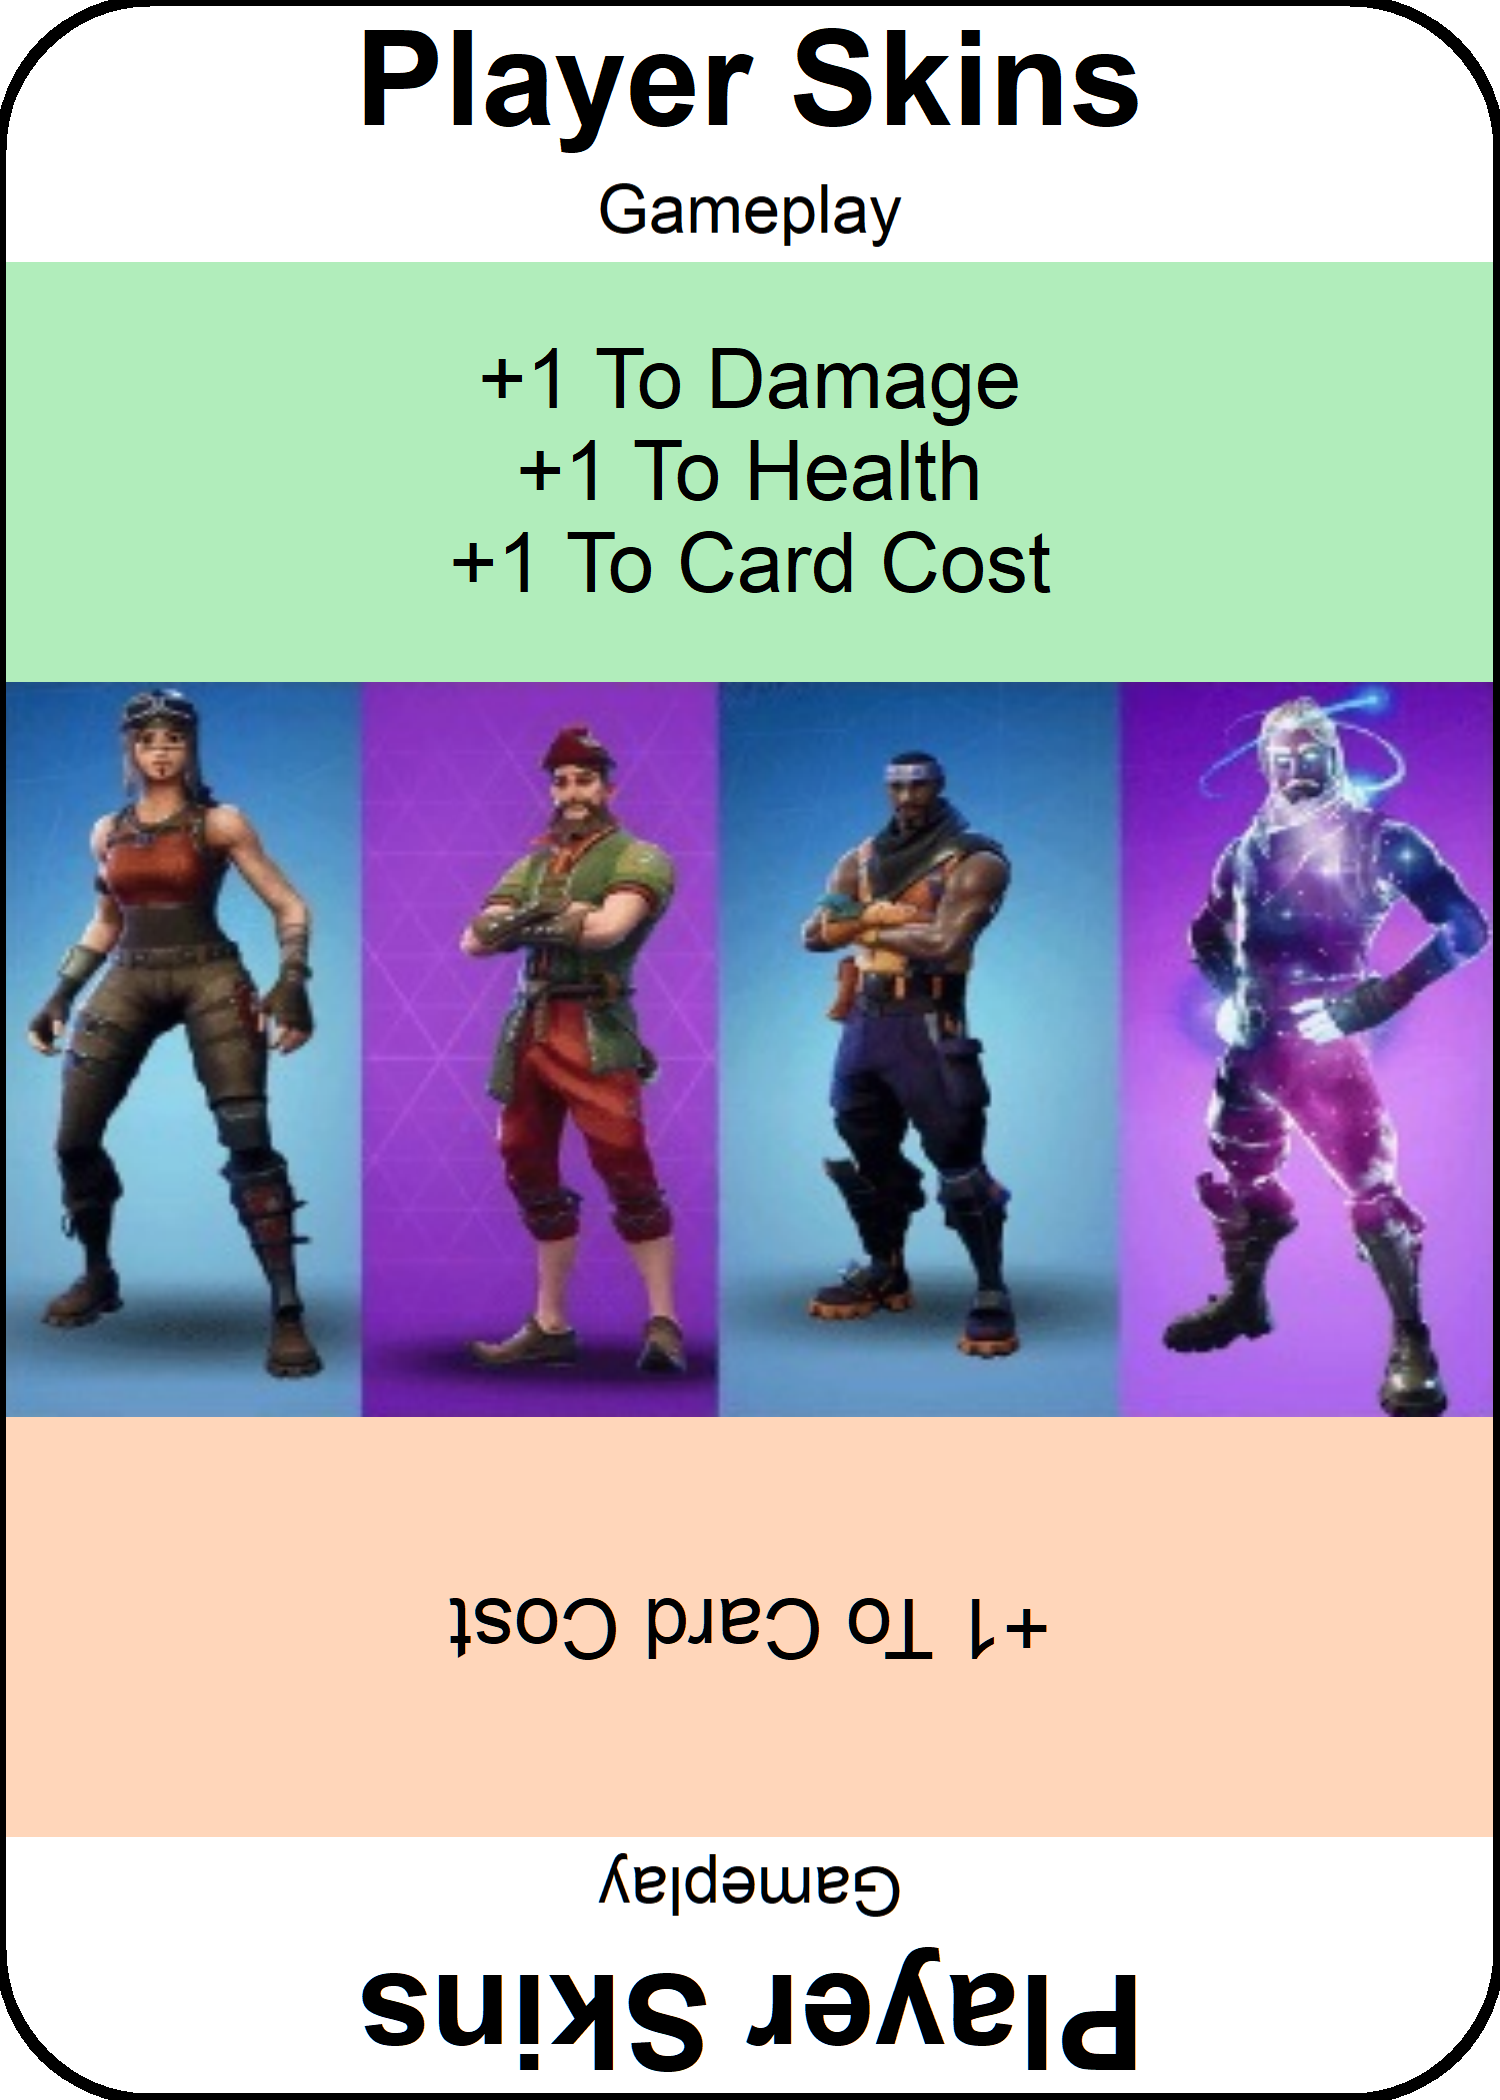 Player Skins
Gameplay
+1 To Damage
+1 To Health
+1 To Card Cost
+1 To Card Cost
Gameplay
Player Skins